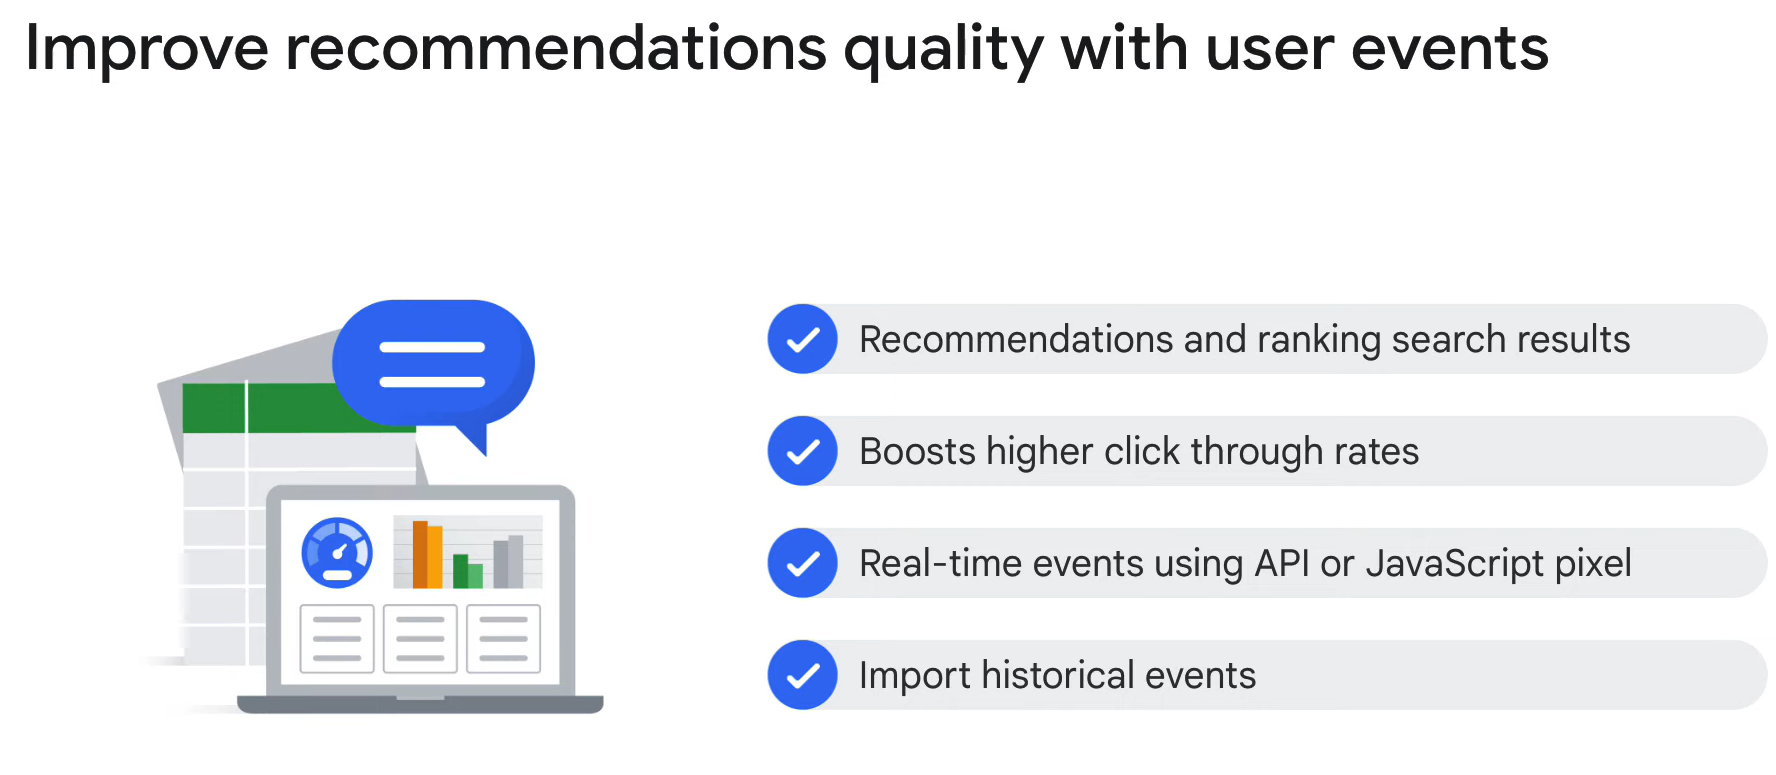 Improve recommendations quality with user events
Recommendations and ranking search results
Boosts higher click through rates
Real-time events using API or JavaScript pixel
Import historical events